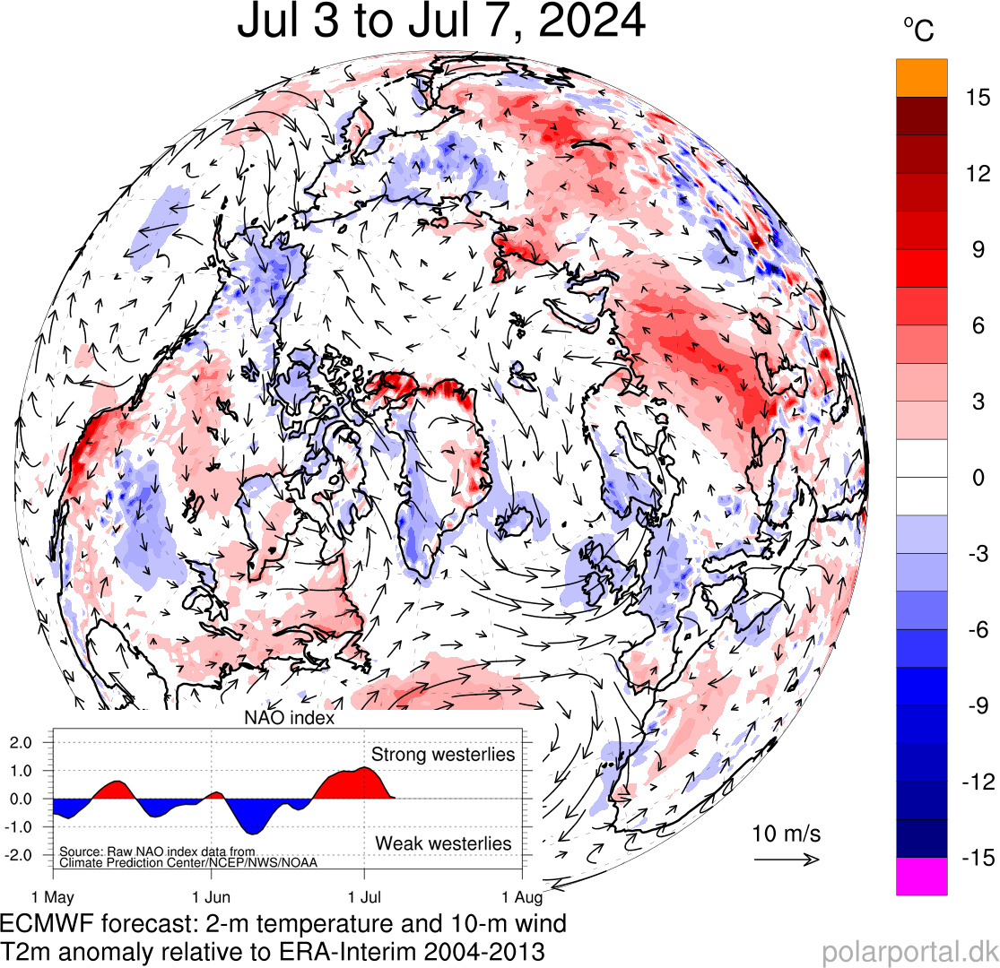 Jul 3 to Jul 7, 2024
°C
15
12
9
6
3
0
-3
-6
-9
-12
-15
NAO index
2.0
1.0
0.0
-1.0
-2.0
Strong westerlies
Weak westerlies
Source: Raw NAO index data from
Climate Prediction Center/NCEP/NWS/NOAA
1 May
1 Jun
1 Jul
1 Aug
10 m/s
ECMWF forecast: 2-m temperature and 10-m wind
T2m anomaly relative to ERA-Interim 2004-2013
polarportal.dk